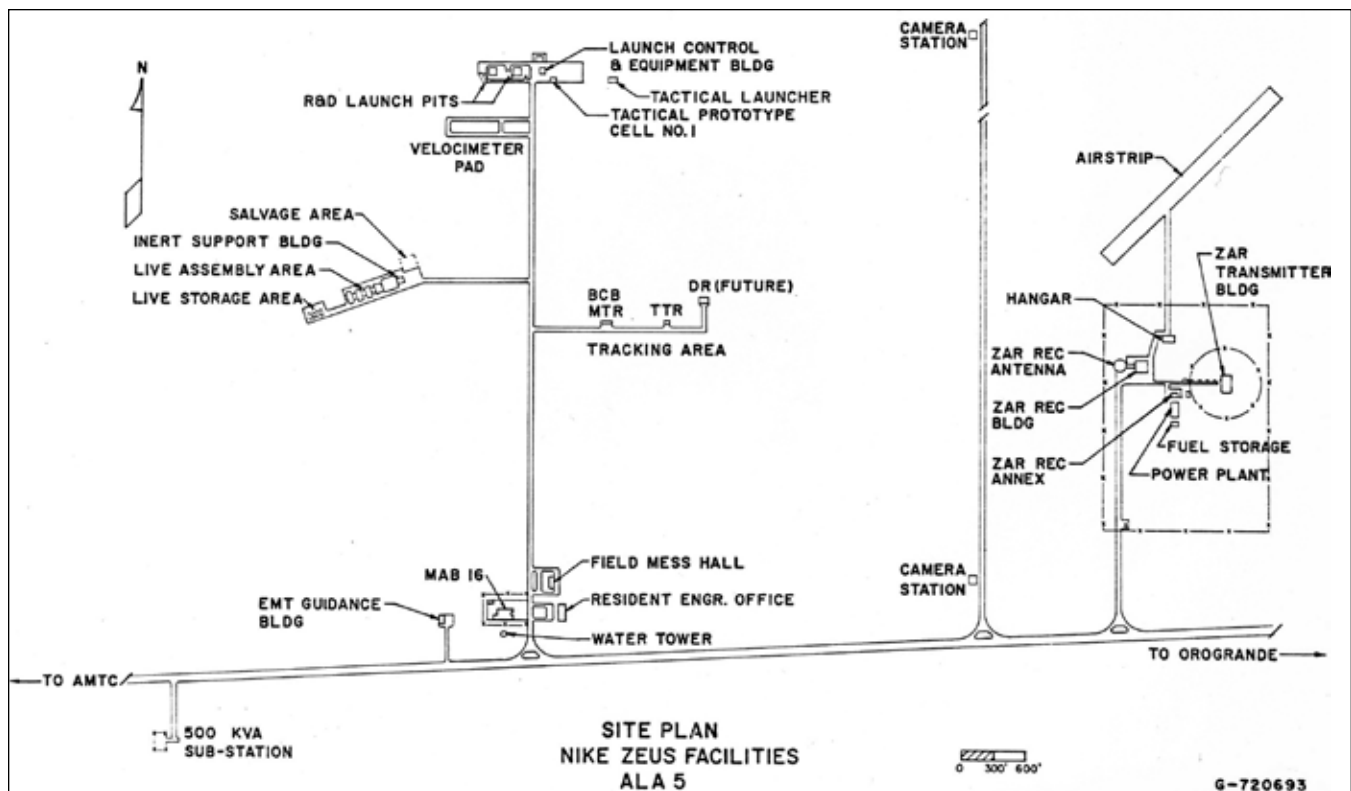 CAMERA
STATION
N
LAUNCH CONTROL
& EQUIPMENT BLDG
R&D LAUNCH PITS
TACTICAL LAUNCHER
TACTICAL PROTOTYPE
CELL NO. 1
VELOCIMETER
PAD
AIRSTRIP
SALVAGE AREA
INERT SUPPORT BLDG
LIVE ASSEMBLY AREA
LIVE STORAGE AREA
ZAR
TRANSMITTER
BLDG
BCB
MTR
TTR
DR (FUTURE)
TRACKING AREA
HANGAR
ZAR REC
ANTENNA
ZAR REC
BLDG
ZAR REC
ANNEX
FUEL STORAGE
POWER PLANT
FIELD MESS HALL
MAB 16
RESIDENT ENGR. OFFICE
EMT GUIDANCE
BLDG
WATER TOWER
CAMERA
STATION
TO AMTC
TO OROGRANDE
500 KVA
SUB-STATION
SITE PLAN
NIKE ZEUS FACILITIES
ALA 5
0 300' 600'
G-720693